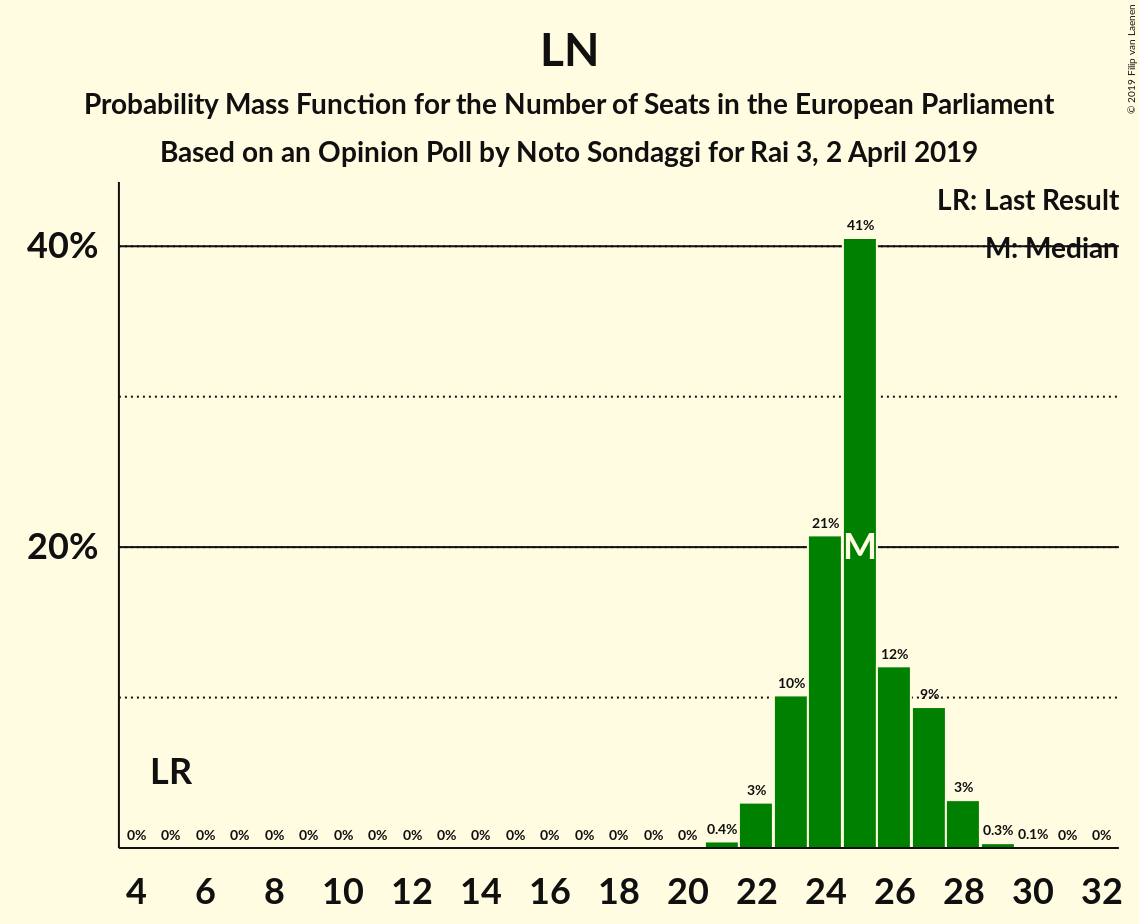 LN
Probability Mass Function for the Number of Seats in the European Parliament
Based on an Opinion Poll by Noto Sondaggi for Rai 3, 2 April 2019
© 2019 Filip van Laenen
LR: Last Result
M: Median
40%
20%
41%
21%
M
12%
10%
9%
LR
3%
3%
0% 0% 0% 0% 0% 0% 0% 0% 0% 0% 0% 0% 0% 0% 0% 0% 0% 0.4% 0.3% 0.1% 0% 0%
4 6 8 10 12 14 16 18 20 22 24 26 28 30 32